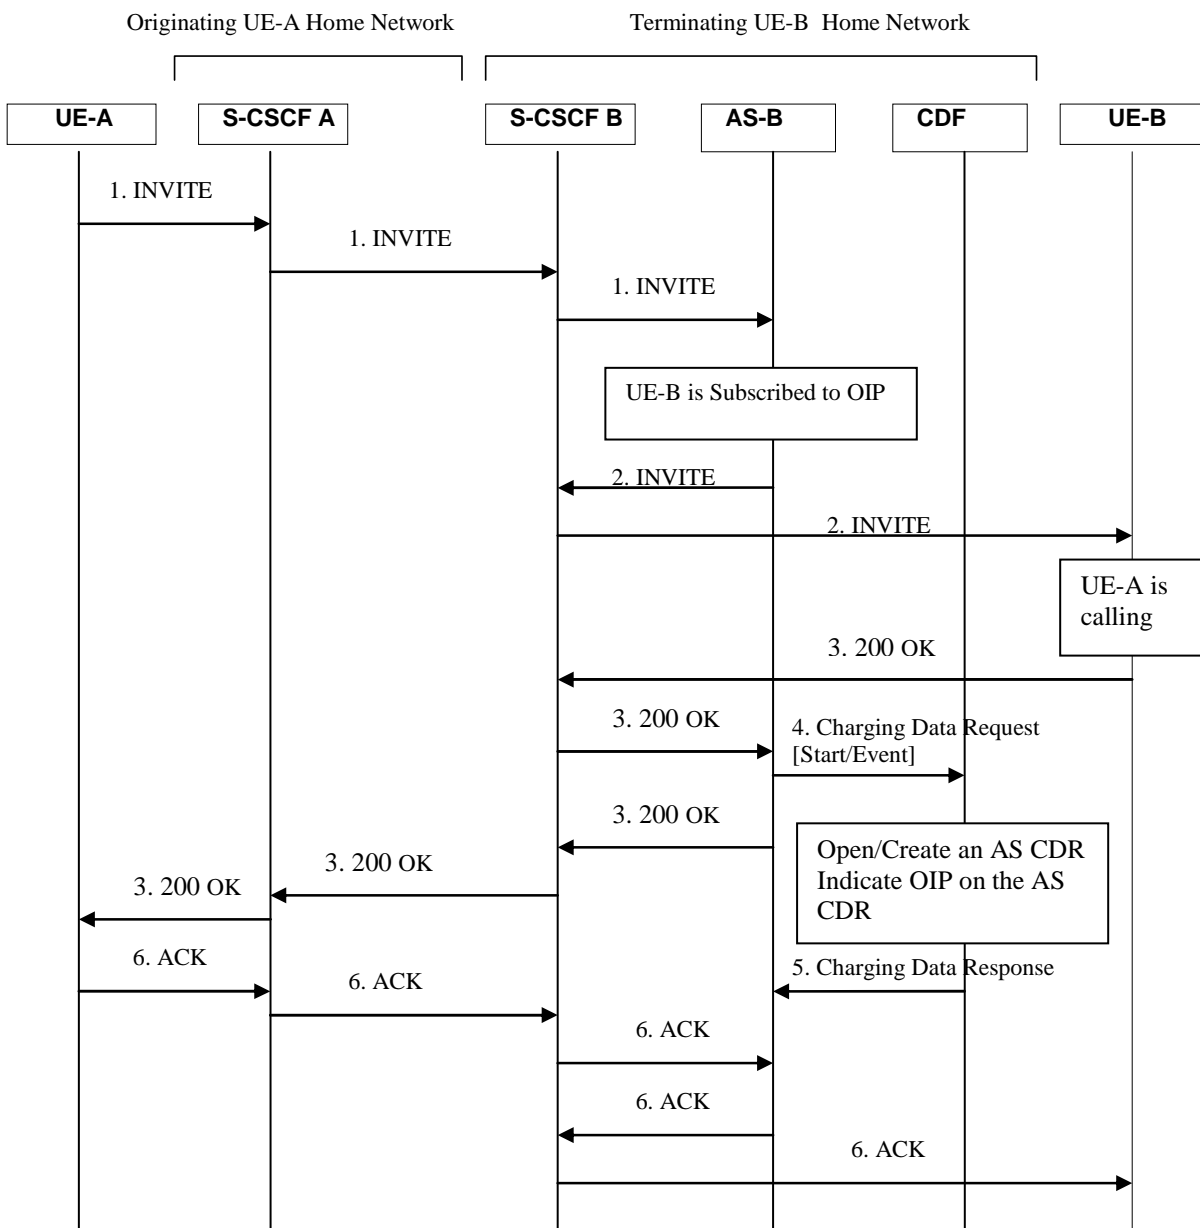 Originating UE-A Home Network
Terminating UE-B Home Network
UE-A
S-CSCF A
S-CSCF B
AS-B
CDF
UE-B
1. INVITE
1. INVITE
1. INVITE
UE-B is Subscribed to OIP
2. INVITE
2. INVITE
UE-A is
calling
3. 200 OK
3. 200 OK
4. Charging Data Request
[Start/Event]
3. 200 OK
Open/Create an AS CDR
Indicate OIP on the AS
CDR
3. 200 OK
3. 200 OK
6. ACK
5. Charging Data Response
6. ACK
6. ACK
6. ACK
6. ACK